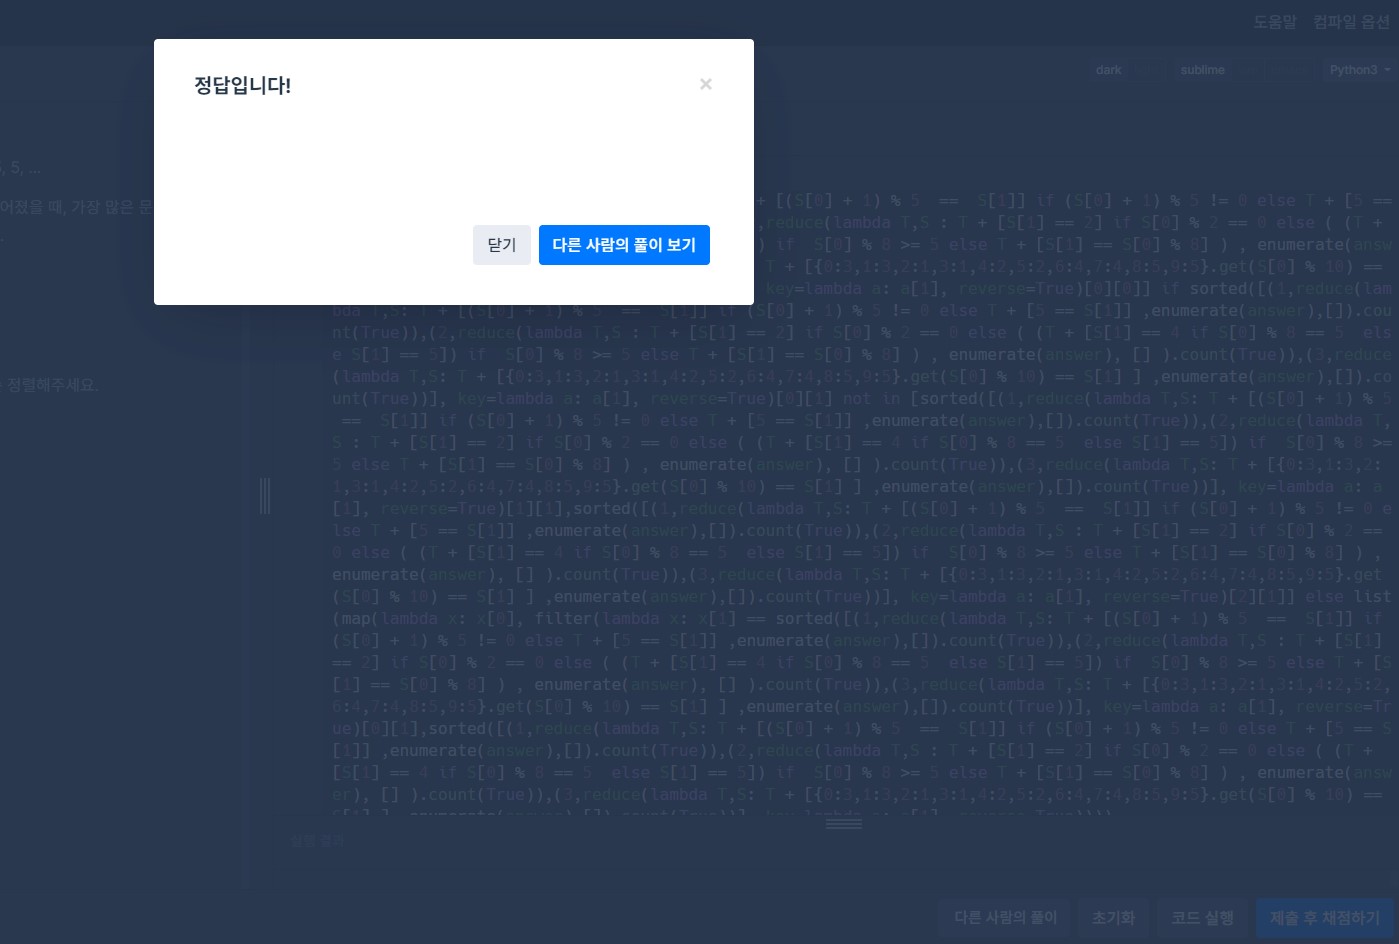 도움말 컴파일 옵션
정답입니다!
×
dark sublime Python3
, 5, ...
+ [(S[0] + 1) % 5  ==  S[1]] if (S[0] + 1) % 5 != 0 else T + [5 ==
어졌을 때, 가장 많은 문
,reduce(lambda T,S : T + [S[1] == 2] if S[0] % 2 == 0 else ( (T +
닫기 다른 사람의 풀이 보기
) if  S[0] % 8 >= 5 else T + [S[1] == S[0] % 8] ) , enumerate(answ
T + [{0:3,1:3,2:1,3:1,4:2,5:2,6:4,7:4,8:5,9:5}.get(S[0] % 10) ==
key=lambda a: a[1], reverse=True)[0][0]] if sorted([(1,reduce(lam
bda T,S: T + [(S[0] + 1) % 5  ==  S[1]] if (S[0] + 1) % 5 != 0 else T + [5 == S[1]] ,enumerate(answer),[]).cou
nt(True)),(2,reduce(lambda T,S : T + [S[1] == 2] if S[0] % 2 == 0 else ( (T + [S[1] == 4 if S[0] % 8 == 5  els
e S[1] == 5]) if  S[0] % 8 >= 5 else T + [S[1] == S[0] % 8] ) , enumerate(answer), [] ).count(True)),(3,reduce
(lambda T,S: T + [{0:3,1:3,2:1,3:1,4:2,5:2,6:4,7:4,8:5,9:5}.get(S[0] % 10) == S[1] ] ,enumerate(answer),[]).co
정렬해주세요.
unt(True))], key=lambda a: a[1], reverse=True)[0][1] not in [sorted([(1,reduce(lambda T,S: T + [(S[0] + 1) % 5
==  S[1]] if (S[0] + 1) % 5 != 0 else T + [5 == S[1]] ,enumerate(answer),[]).count(True)),(2,reduce(lambda T,
S : T + [S[1] == 2] if S[0] % 2 == 0 else ( (T + [S[1] == 4 if S[0] % 8 == 5  else S[1] == 5]) if  S[0] % 8 >=
5 else T + [S[1] == S[0] % 8] ) , enumerate(answer), [] ).count(True)),(3,reduce(lambda T,S: T + [{0:3,1:3,2:
1,3:1,4:2,5:2,6:4,7:4,8:5,9:5}.get(S[0] % 10) == S[1] ] ,enumerate(answer),[]).count(True))], key=lambda a: a
[1], reverse=True)[1][1],sorted([(1,reduce(lambda T,S: T + [(S[0] + 1) % 5  ==  S[1]] if (S[0] + 1) % 5 != 0 e
lse T + [5 == S[1]] ,enumerate(answer),[]).count(True)),(2,reduce(lambda T,S : T + [S[1] == 2] if S[0] % 2 ==
0 else ( (T + [S[1] == 4 if S[0] % 8 == 5  else S[1] == 5]) if  S[0] % 8 >= 5 else T + [S[1] == S[0] % 8] ) ,
enumerate(answer), [] ).count(True)),(3,reduce(lambda T,S: T + [{0:3,1:3,2:1,3:1,4:2,5:2,6:4,7:4,8:5,9:5}.get
(S[0] % 10) == S[1] ] ,enumerate(answer),[]).count(True))], key=lambda a: a[1], reverse=True)[2][1]] else list
(map(lambda x: x[0], filter(lambda x: x[1] == sorted([(1,reduce(lambda T,S: T + [(S[0] + 1) % 5  ==  S[1]] if
(S[0] + 1) % 5 != 0 else T + [5 == S[1]] ,enumerate(answer),[]).count(True)),(2,reduce(lambda T,S : T + [S[1]
== 2] if S[0] % 2 == 0 else ( (T + [S[1] == 4 if S[0] % 8 == 5  else S[1] == 5]) if  S[0] % 8 >= 5 else T + [S
[1] == S[0] % 8] ) , enumerate(answer), [] ).count(True)),(3,reduce(lambda T,S: T + [{0:3,1:3,2:1,3:1,4:2,5:2,
6:4,7:4,8:5,9:5}.get(S[0] % 10) == S[1] ] ,enumerate(answer),[]).count(True))], key=lambda a: a[1], reverse=Tr
ue)[0][1],sorted([(1,reduce(lambda T,S: T + [(S[0] + 1) % 5  ==  S[1]] if (S[0] + 1) % 5 != 0 else T + [5 == S
[1]] ,enumerate(answer),[]).count(True)),(2,reduce(lambda T,S : T + [S[1] == 2] if S[0] % 2 == 0 else ( (T +
[S[1] == 4 if S[0] % 8 == 5  else S[1] == 5]) if  S[0] % 8 >= 5 else T + [S[1] == S[0] % 8] ) , enumerate(answ
er), [] ).count(True)),(3,reduce(lambda T,S: T + [{0:3,1:3,2:1,3:1,4:2,5:2,6:4,7:4,8:5,9:5}.get(S[0] % 10) ==
실행 결과
다른 사람의 풀이 초기화 코드 실행 제출 후 채점하기